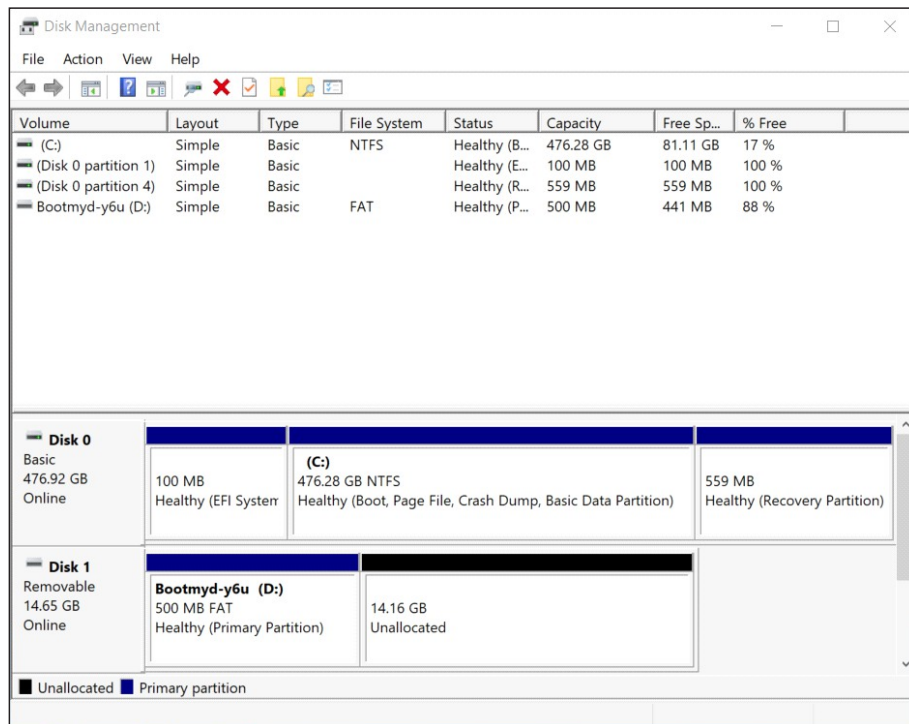 Disk Management
File Action View Help
Volume Layout Type File System Status Capacity Free Sp... % Free
(C:) Simple Basic NTFS Healthy (B... 476.28 GB 81.11 GB 17 %
(Disk 0 partition 1) Simple Basic Healthy (E... 100 MB 100 MB 100 %
(Disk 0 partition 4) Simple Basic Healthy (R... 559 MB 559 MB 100 %
Bootmyd-y6u (D:) Simple Basic FAT Healthy (P... 500 MB 441 MB 88 %
Disk 0
Basic
476.92 GB
Online
100 MB
Healthy (EFI System
(C:)
476.28 GB NTFS
Healthy (Boot, Page File, Crash Dump, Basic Data Partition)
559 MB
Healthy (Recovery Partition)
Disk 1
Removable
14.65 GB
Online
Bootmyd-y6u (D:)
500 MB FAT
Healthy (Primary Partition)
14.16 GB
Unallocated
Unallocated Primary partition